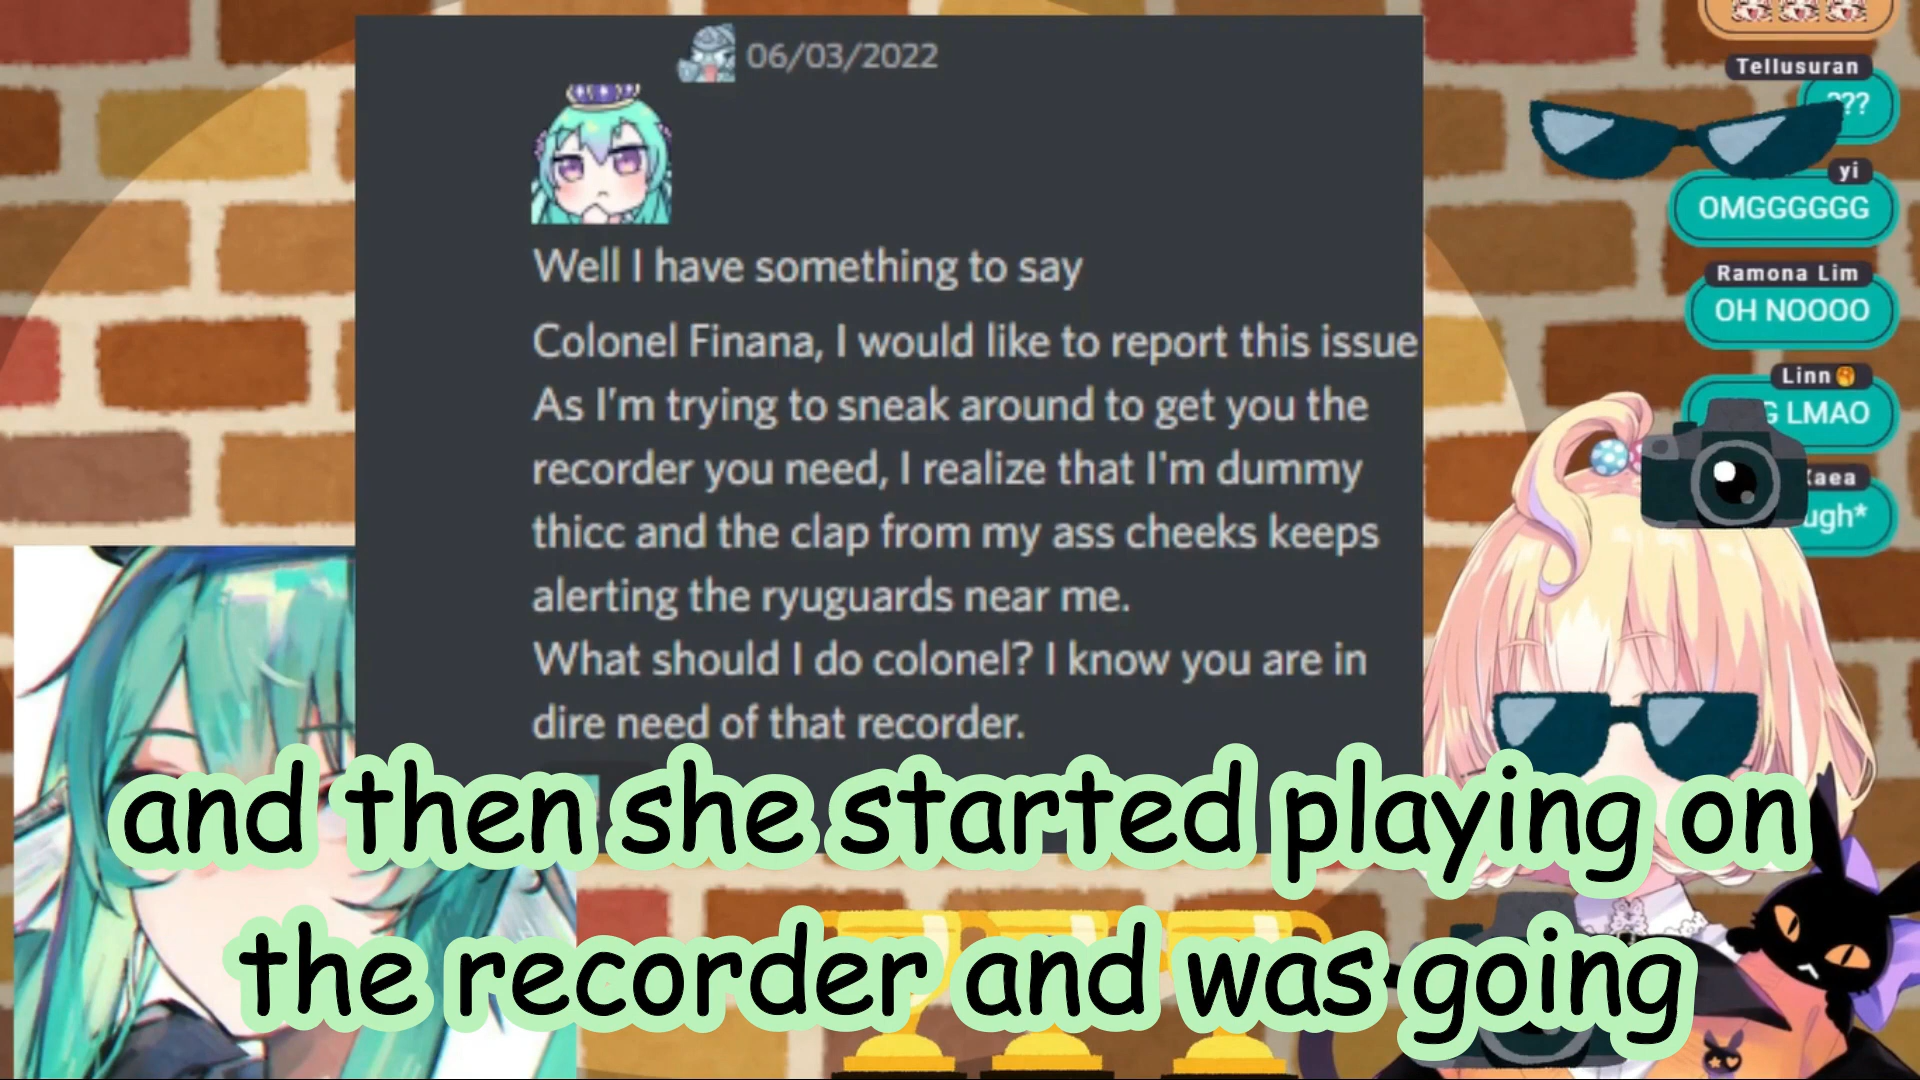 06/03/2022
Well I have something to say
Colonel Finana, I would like to report this issue
As I'm trying to sneak around to get you the
recorder you need, I realize that I'm dummy
thicc and the clap from my ass cheeks keeps
alerting the ryuguards near me.
What should I do colonel? I know you are in
dire need of that recorder.
Tellusuran
???
yi
OMGGGGGG
Ramona Lim
OH NOOOO
Linn
LMAO
and then she started playing on
the recorder and was going